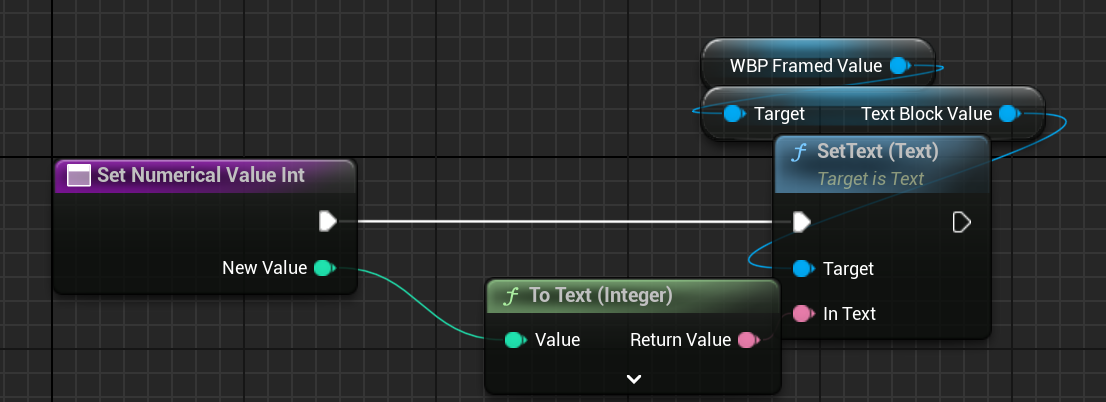 WBP Framed Value
Target Text Block Value
Set Numerical Value Int
New Value
f SetText (Text)
Target is Text
Target
In Text
f To Text (Integer)
Value Return Value